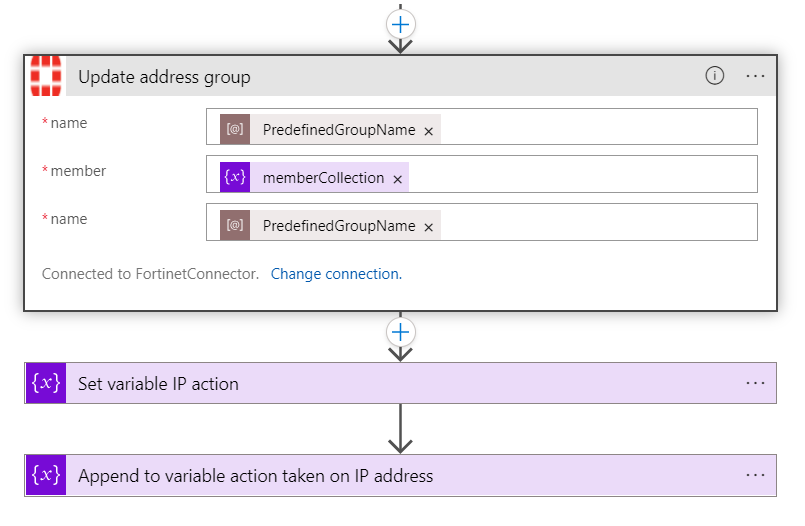 Update address group
* name
[@] PredefinedGroupName ×
* member
{x} memberCollection ×
* name
[@] PredefinedGroupName ×
Connected to FortinetConnector. Change connection.
{x} Set variable IP action
{x} Append to variable action taken on IP address